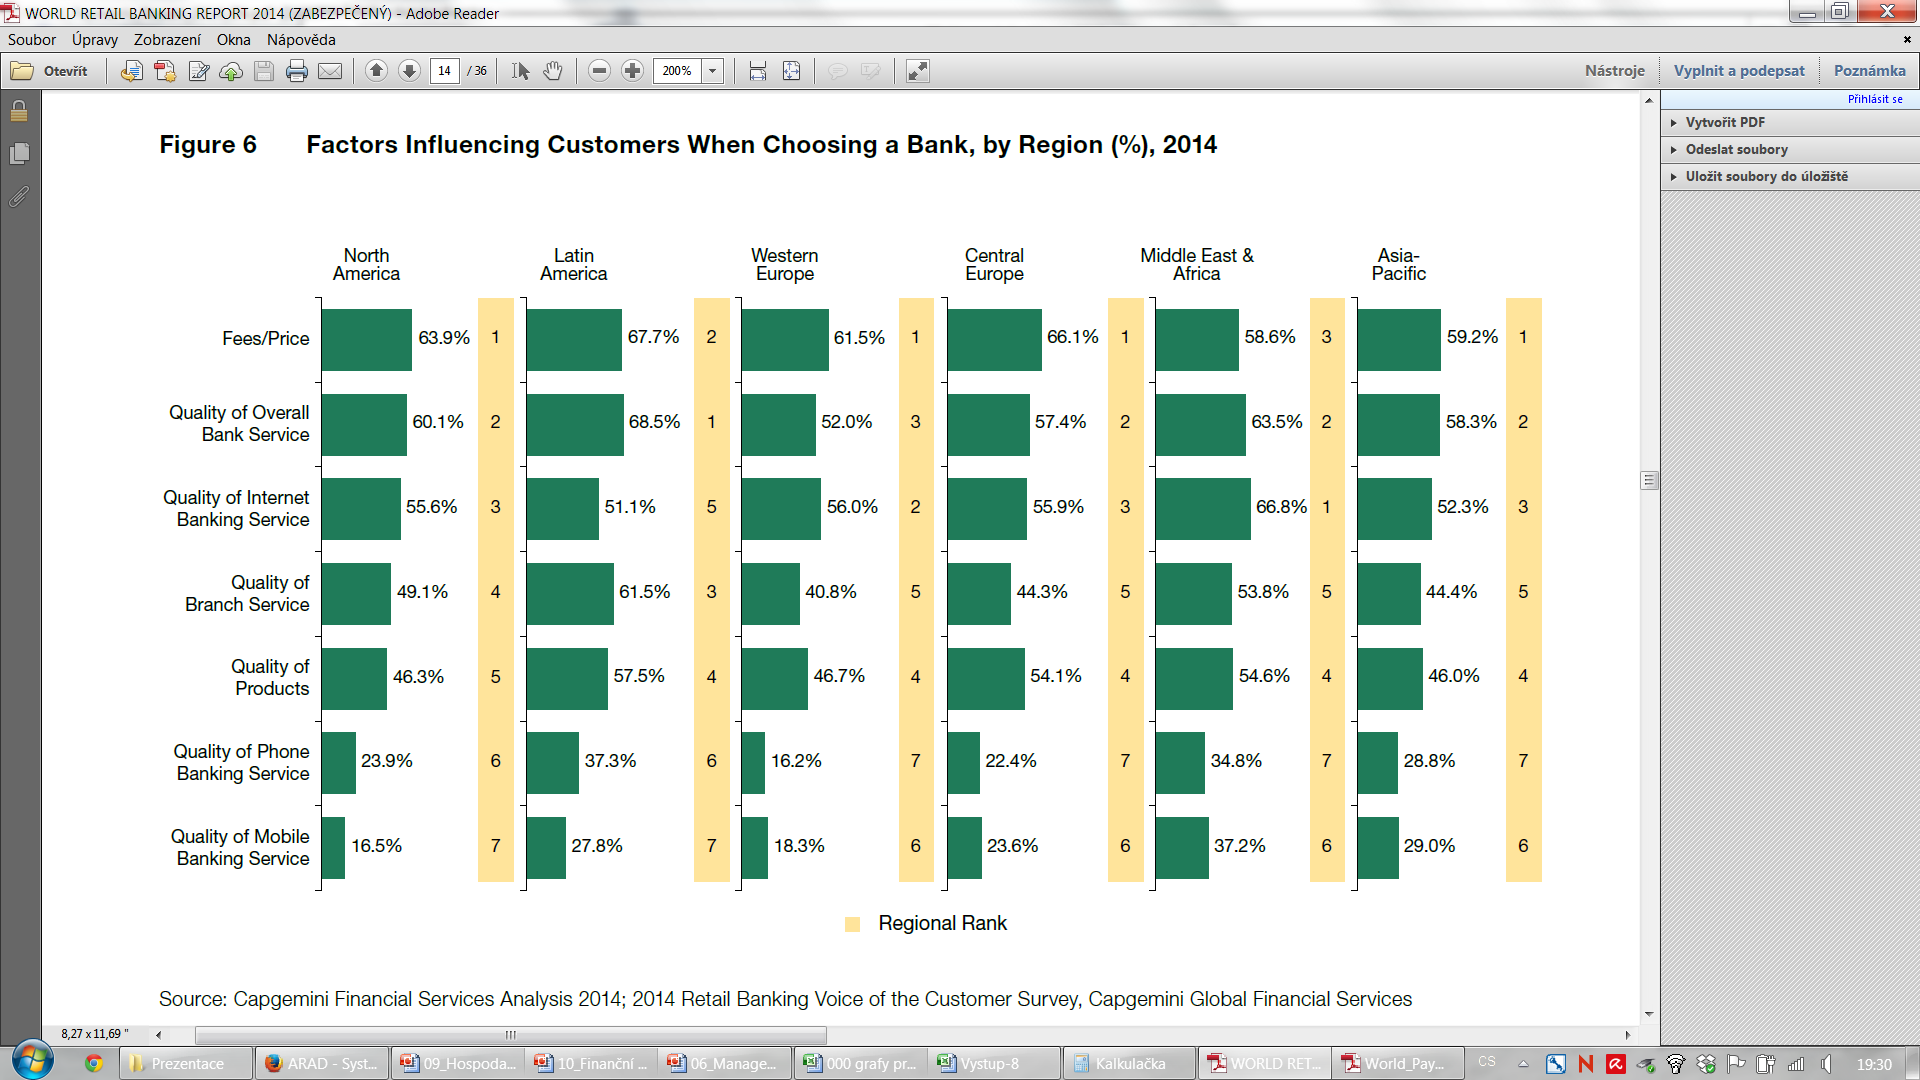 WORLD RETAIL BANKING REPORT 2014 (ZABEZPEČENÝ) - Adobe Reader
Soubor Úpravy Zobrazení Okna Nápověda
Otevřít 14 / 36 200% Nástroje Vyplnit a podepsat Poznámka
Přihlásit se
Vytvořit PDF
Odeslat soubory
Uložit soubory do úložiště
Figure 6 Factors Influencing Customers When Choosing a Bank, by Region (%), 2014
North America
Latin America
Western Europe
Central Europe
Middle East & Africa
Asia-Pacific
Fees/Price 63.9% 1 67.7% 2 61.5% 1 66.1% 1 58.6% 3 59.2% 1
Quality of Overall
Bank Service 60.1% 2 68.5% 1 52.0% 3 57.4% 2 63.5% 2 58.3% 2
Quality of Internet
Banking Service 55.6% 3 51.1% 5 56.0% 2 55.9% 3 66.8% 1 52.3% 3
Quality of
Branch Service 49.1% 4 61.5% 3 40.8% 5 44.3% 5 53.8% 5 44.4% 5
Quality of
Products 46.3% 5 57.5% 4 46.7% 4 54.1% 4 54.6% 4 46.0% 4
Quality of Phone
Banking Service 23.9% 6 37.3% 6 16.2% 7 22.4% 7 34.8% 7 28.8% 7
Quality of Mobile
Banking Service 16.5% 7 27.8% 7 18.3% 6 23.6% 6 37.2% 6 29.0% 6
Regional Rank
Source: Capgemini Financial Services Analysis 2014; 2014 Retail Banking Voice of the Customer Survey, Capgemini Global Financial Services
8,27 x 11,69 "
Prezentace ARAD - Syst... 09_Hospoda... 10_Finanční ... 06_Manage... 000 grafy pr... Vystup-8 Kalkulačka WORLD RET... World_Pay... CS 19:30